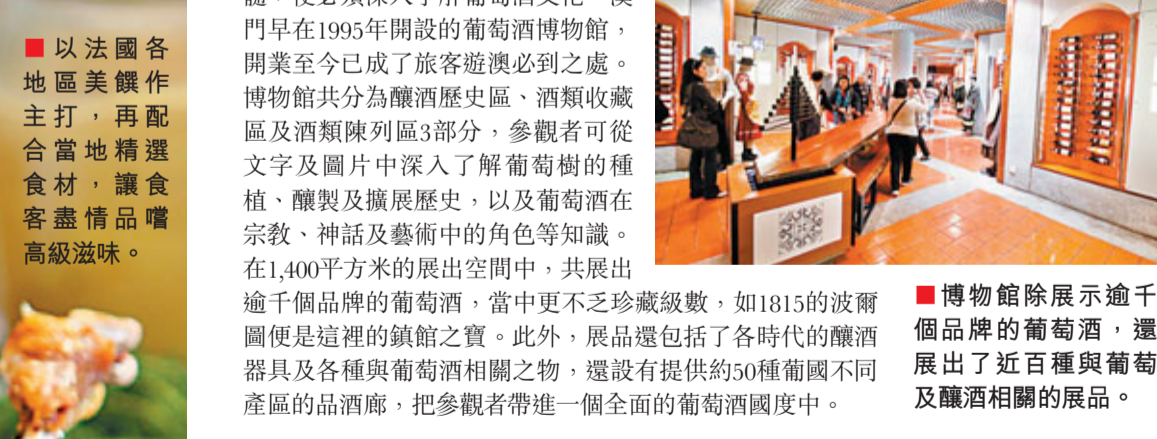 ■以法國各
地區美饌作
主打，再配
合當地精選
食材，讓食
客盡情品嚐
高級滋味。
門早在1995年開設的葡萄酒博物館，
開業至今已成了旅客遊澳必到之處。
博物館共分為釀酒歷史區、酒類收藏
區及酒類陳列區3部分，參觀者可從
文字及圖片中深入了解葡萄樹的種
植、釀製及擴展歷史，以及葡萄酒在
宗教、神話及藝術中的角色等知識。
在1,400平方米的展出空間中，共展出
逾千個品牌的葡萄酒，當中更不乏珍藏級數，如1815的波爾
圖便是這裡的鎮館之寶。此外，展品還包括了各時代的釀酒
器具及各種與葡萄酒相關之物，還設有提供約50種葡國不同
產區的品酒廊，把參觀者帶進一個全面的葡萄酒國度中。
■博物館除展示逾千
個品牌的葡萄酒，還
展出了近百種與葡萄
及釀酒相關的展品。